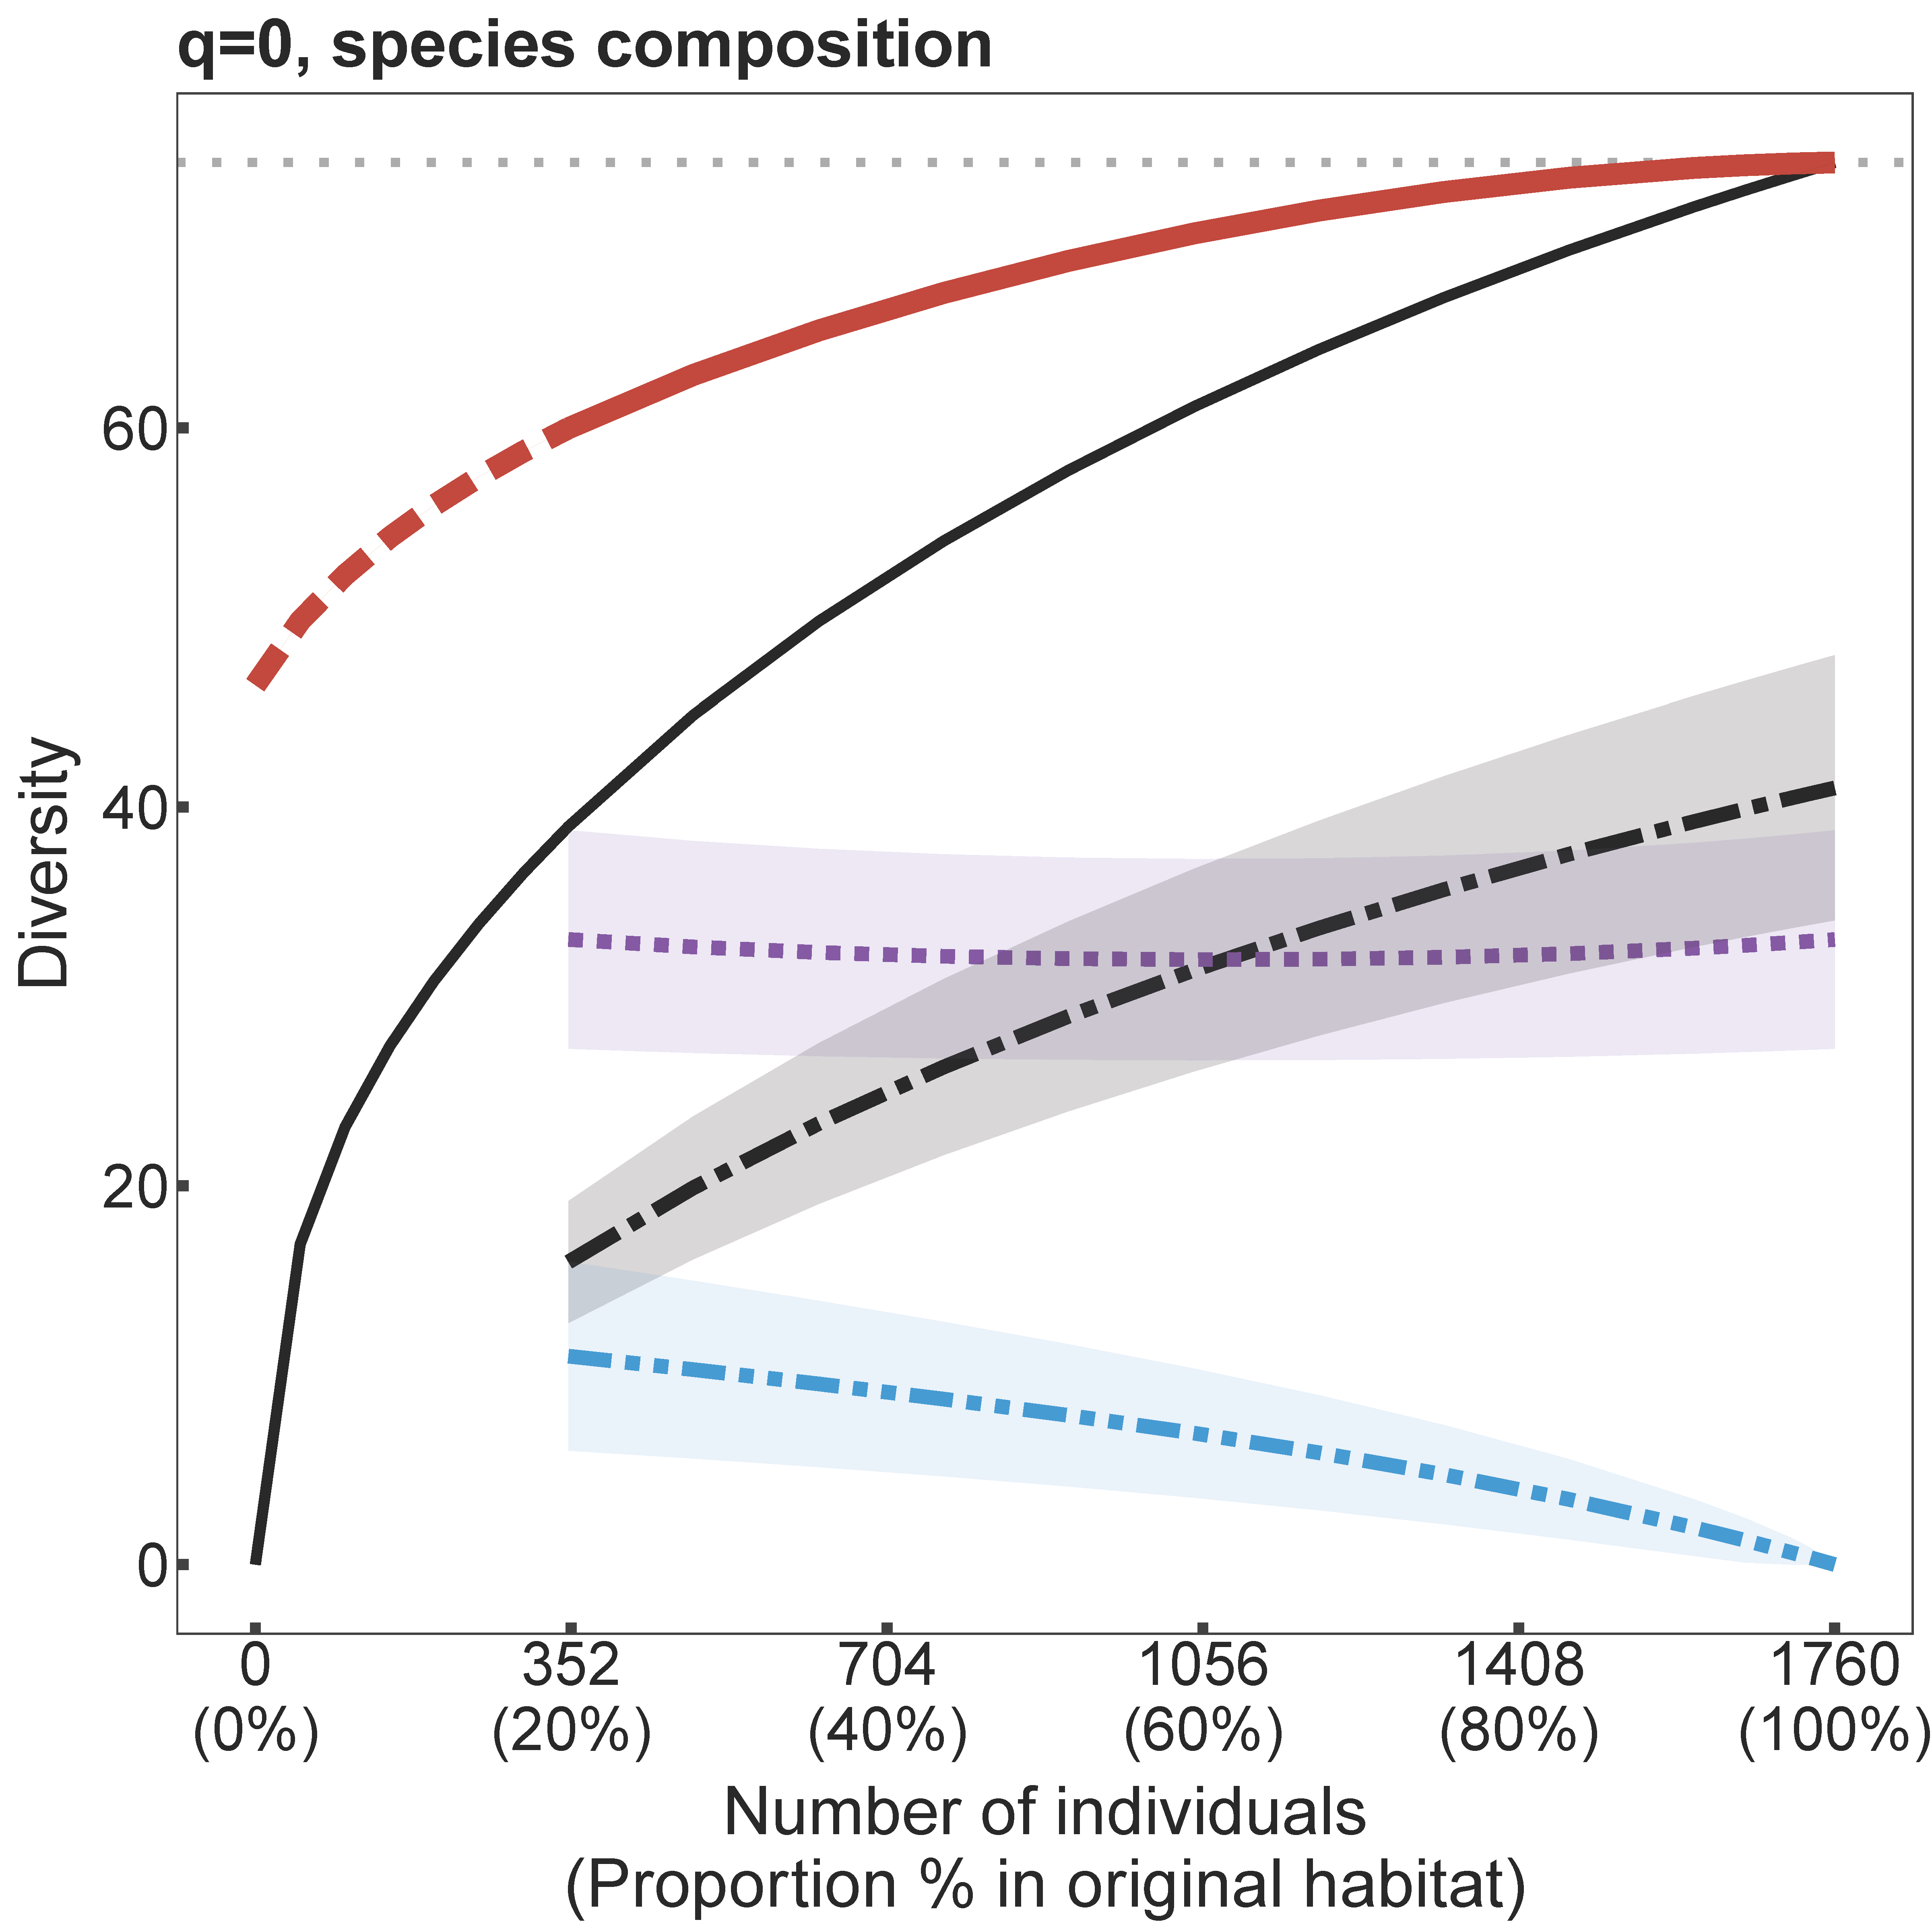 q=0, species composition
Diversity
60
40
20
0
0 352 704 1056 1408 1760
(0%) (20%) (40%) (60%) (80%) (100%)
Number of individuals
(Proportion % in original habitat)